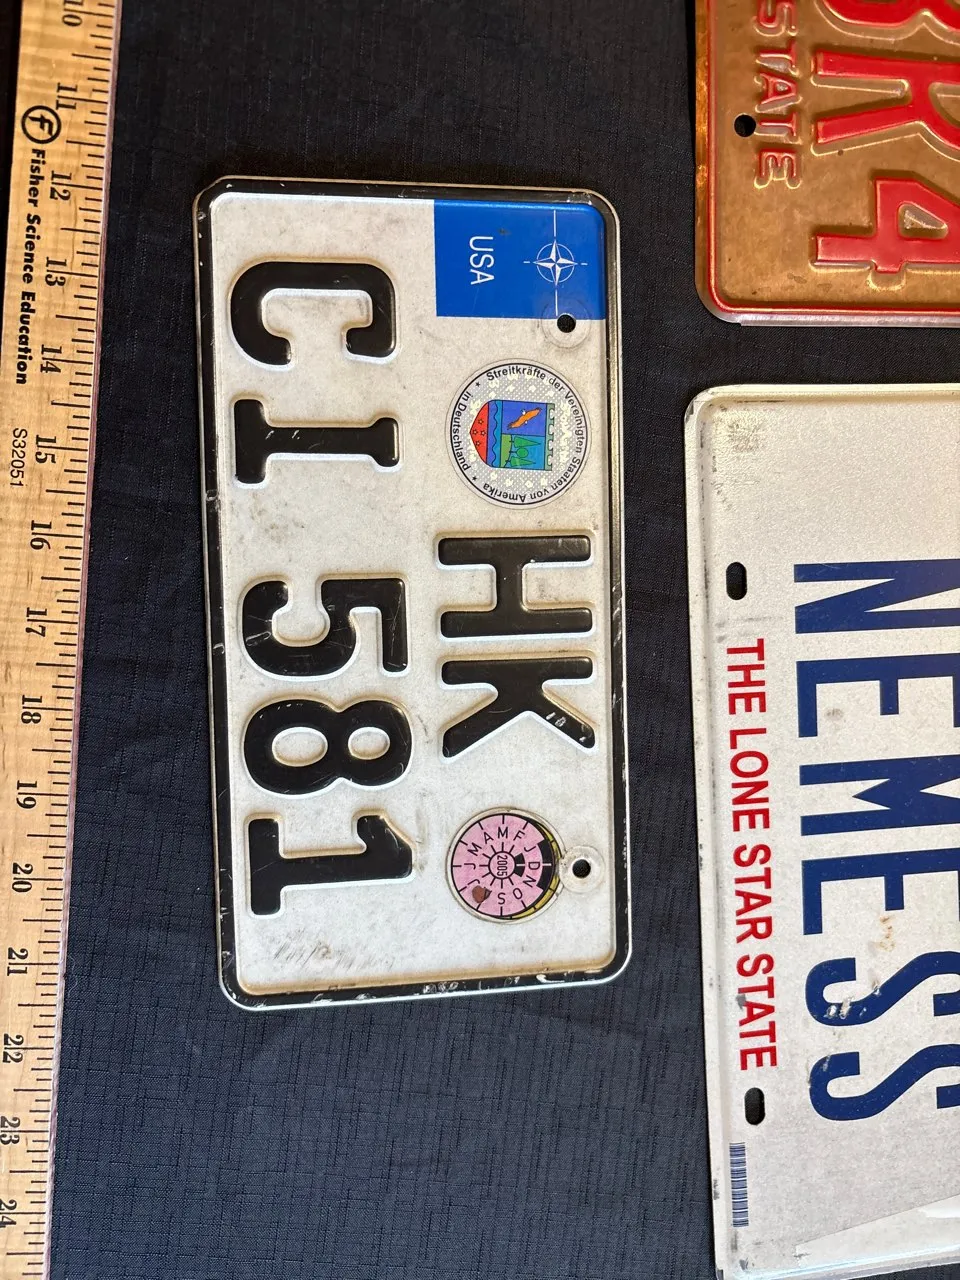 10 11 12 13 14 15 16 17 18 19 20 21 22 23 24
f Fisher Science Education S32051
USA
Streitkräfte der Vereinigten Staaten von Amerika * in Deutschland *
HK
J F M A M J J A S O N D
2005
CI 581
STATE
NEMESS
THE LONE STAR STATE